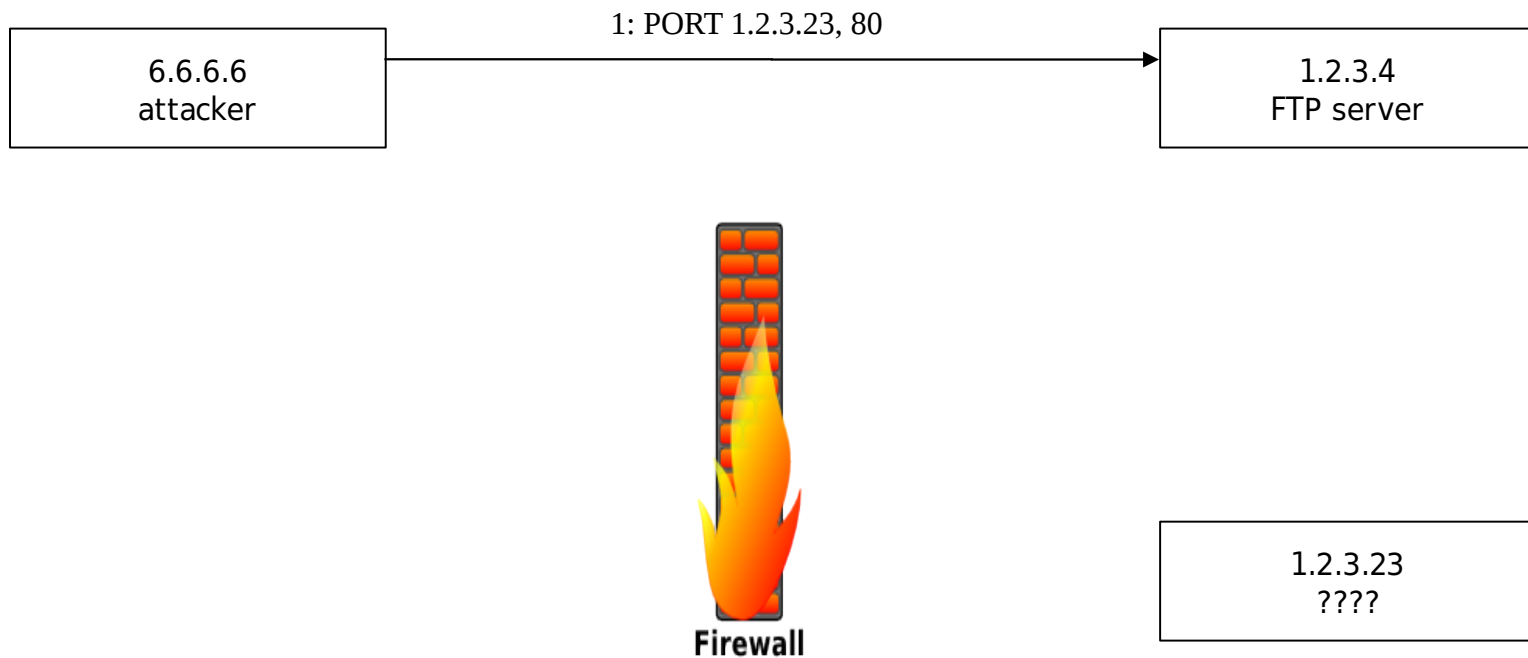 1: PORT 1.2.3.23, 80
6.6.6.6
attacker
1.2.3.4
FTP server
1.2.3.23
????
Firewall